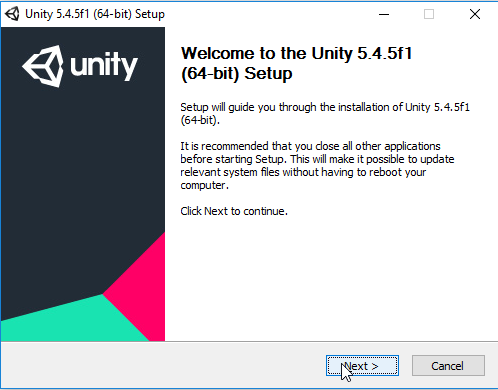 Unity 5.4.5f1 (64-bit) Setup
unity
Welcome to the Unity 5.4.5f1
(64-bit) Setup
Setup will guide you through the installation of Unity 5.4.5f1
(64-bit).
It is recommended that you close all other applications
before starting Setup. This will make it possible to update
relevant system files without having to reboot your
computer.
Click Next to continue.
Next >
Cancel